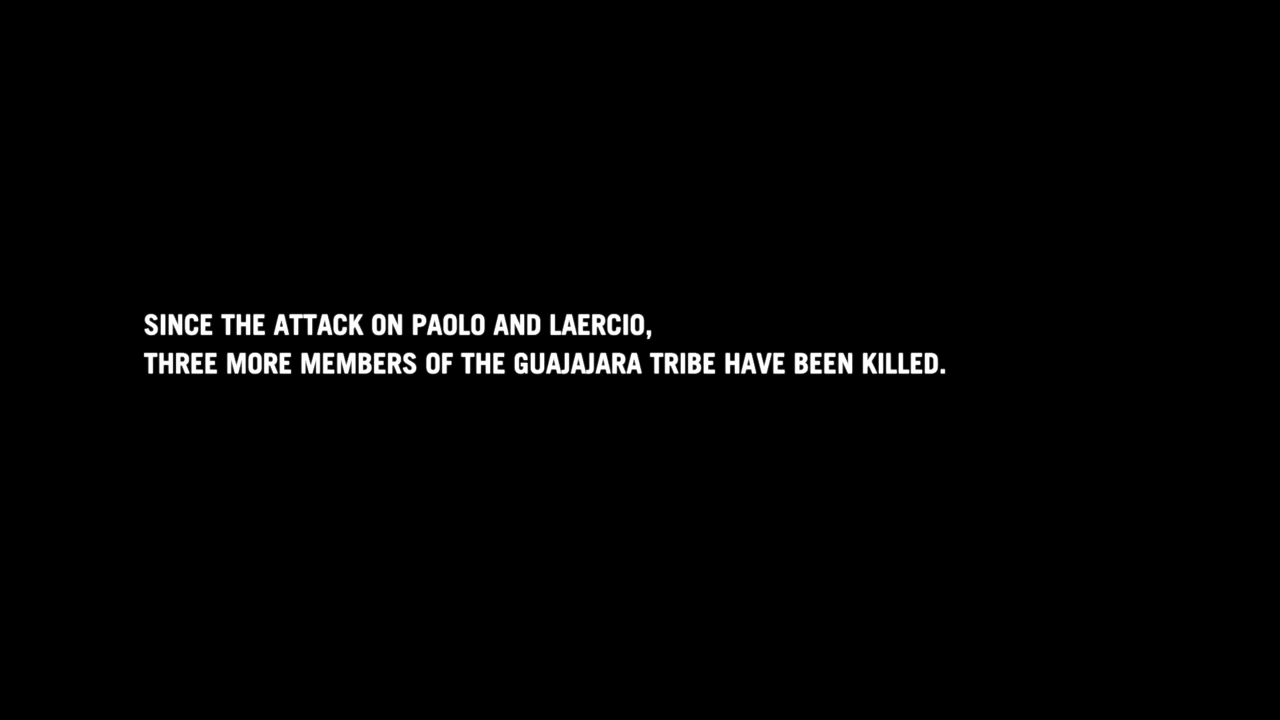 SINCE THE ATTACK ON PAOLO AND LAERCIO,
THREE MORE MEMBERS OF THE GUAJAJARA TRIBE HAVE BEEN KILLED.